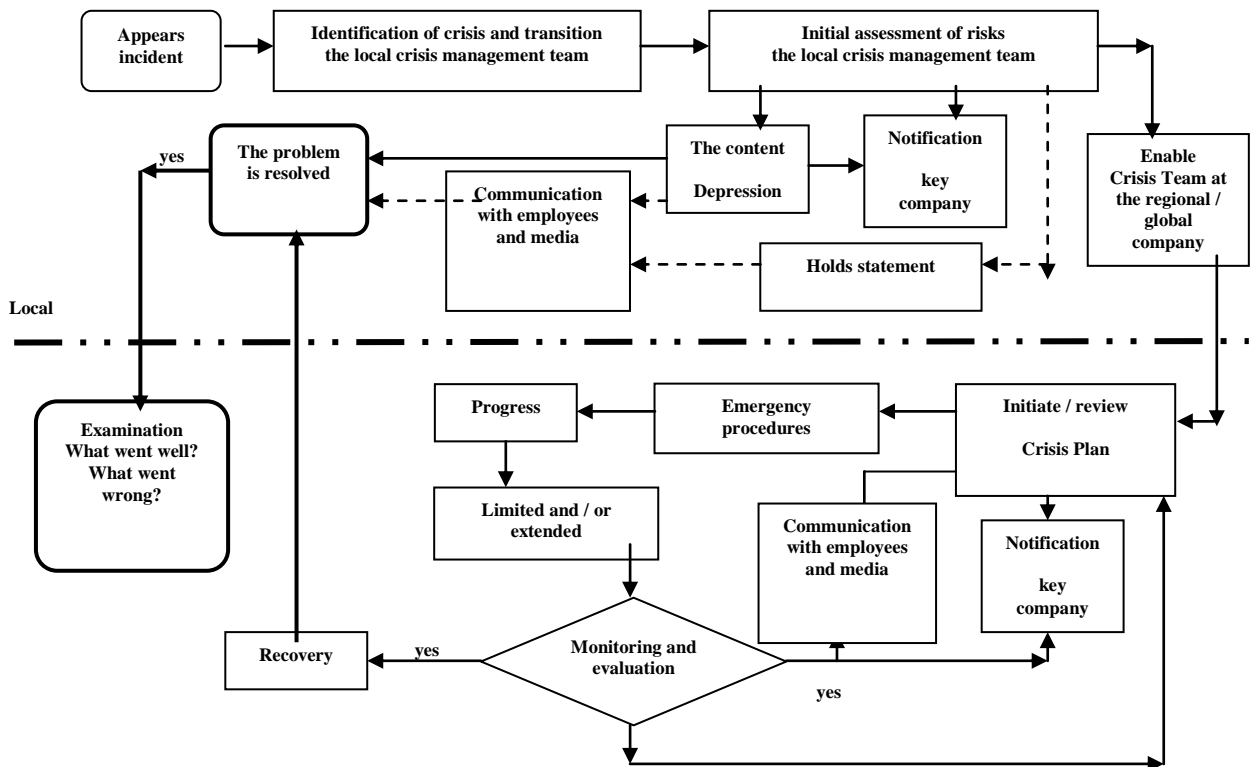 Appears
incident
Identification of crisis and transition
the local crisis management team
Initial assessment of risks
the local crisis management team
yes
The problem
is resolved
The content
Depression
Notification
key
company
Enable
Crisis Team at
the regional /
global
company
Communication
with employees
and media
Holds statement
Local
Examination
What went well?
What went
wrong?
Progress
Emergency
procedures
Initiate / review
Crisis Plan
Limited and / or
extended
Communication
with employees
and media
Notification
key
company
Recovery
yes
Monitoring and
evaluation
yes